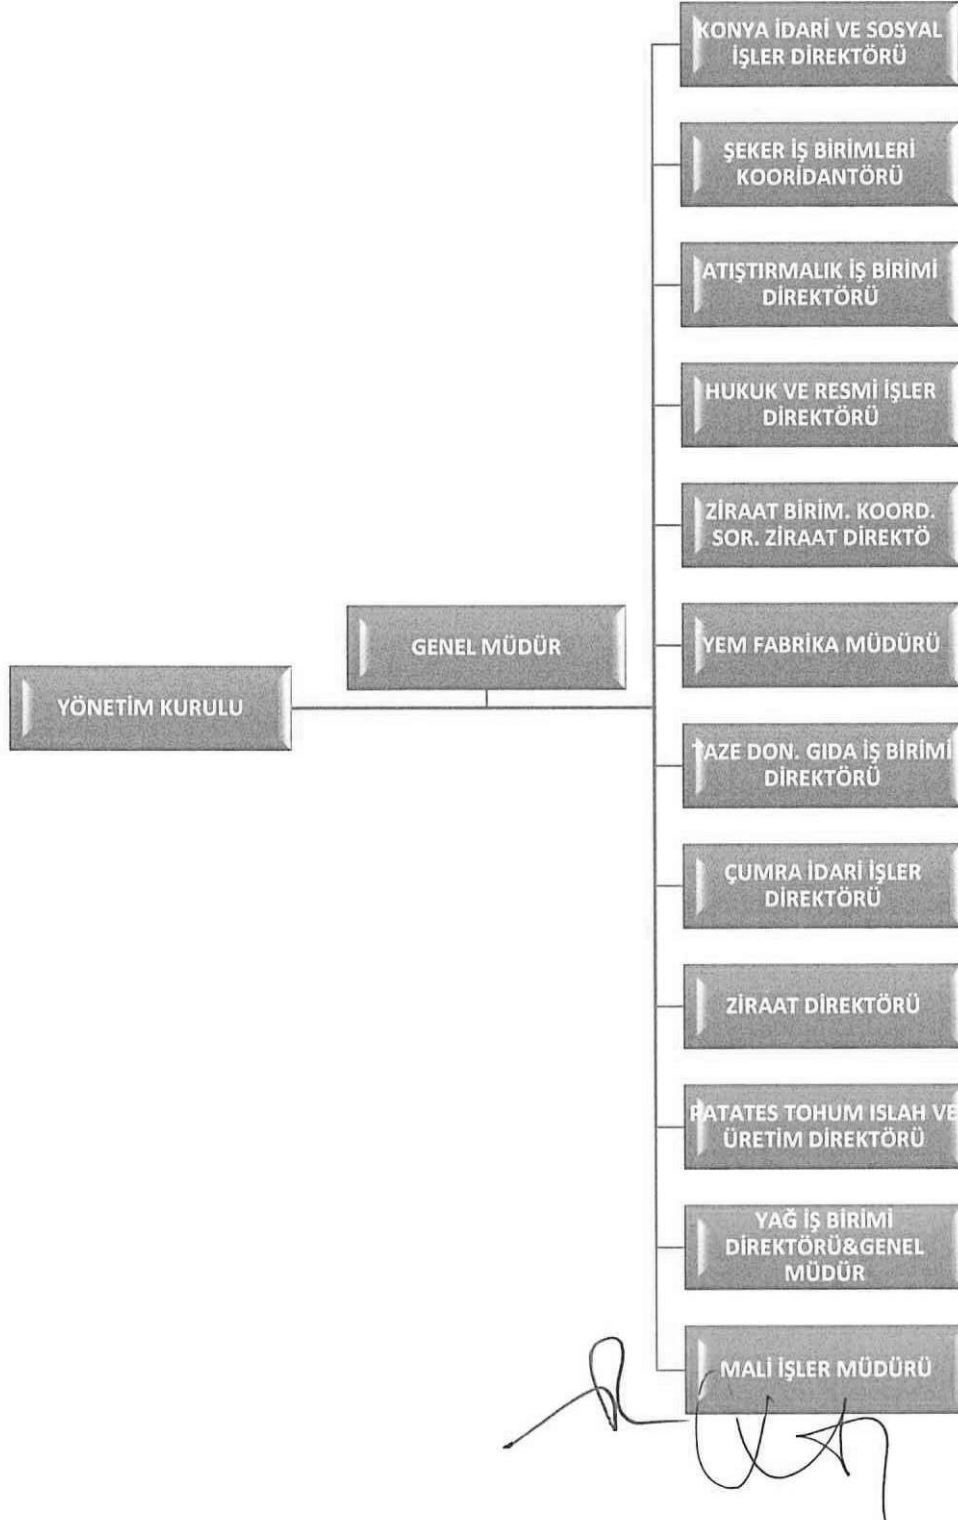 KONYA İDARİ VE SOSYAL
İŞLER DİREKTÖRÜ
ŞEKER İŞ BİRİMLERİ
KOORİDANTÖRÜ
ATIŞTIRMALIK İŞ BİRİMİ
DİREKTÖRÜ
HUKUK VE RESMİ İŞLER
DİREKTÖRÜ
ZİRAAT BİRİM. KOORD.
SOR. ZİRAAT DİREKTÖ
GENEL MÜDÜR
YEM FABRİKA MÜDÜRÜ
YÖNETİM KURULU
TAZE DON. GIDA İŞ BİRİMİ
DİREKTÖRÜ
ÇUMRA İDARİ İŞLER
DİREKTÖRÜ
ZİRAAT DİREKTÖRÜ
PATATES TOHUM ISLAH VE
ÜRETİM DİREKTÖRÜ
YAĞ İŞ BİRİMİ
DİREKTÖRÜ&GENEL
MÜDÜR
MALİ İŞLER MÜDÜRÜ